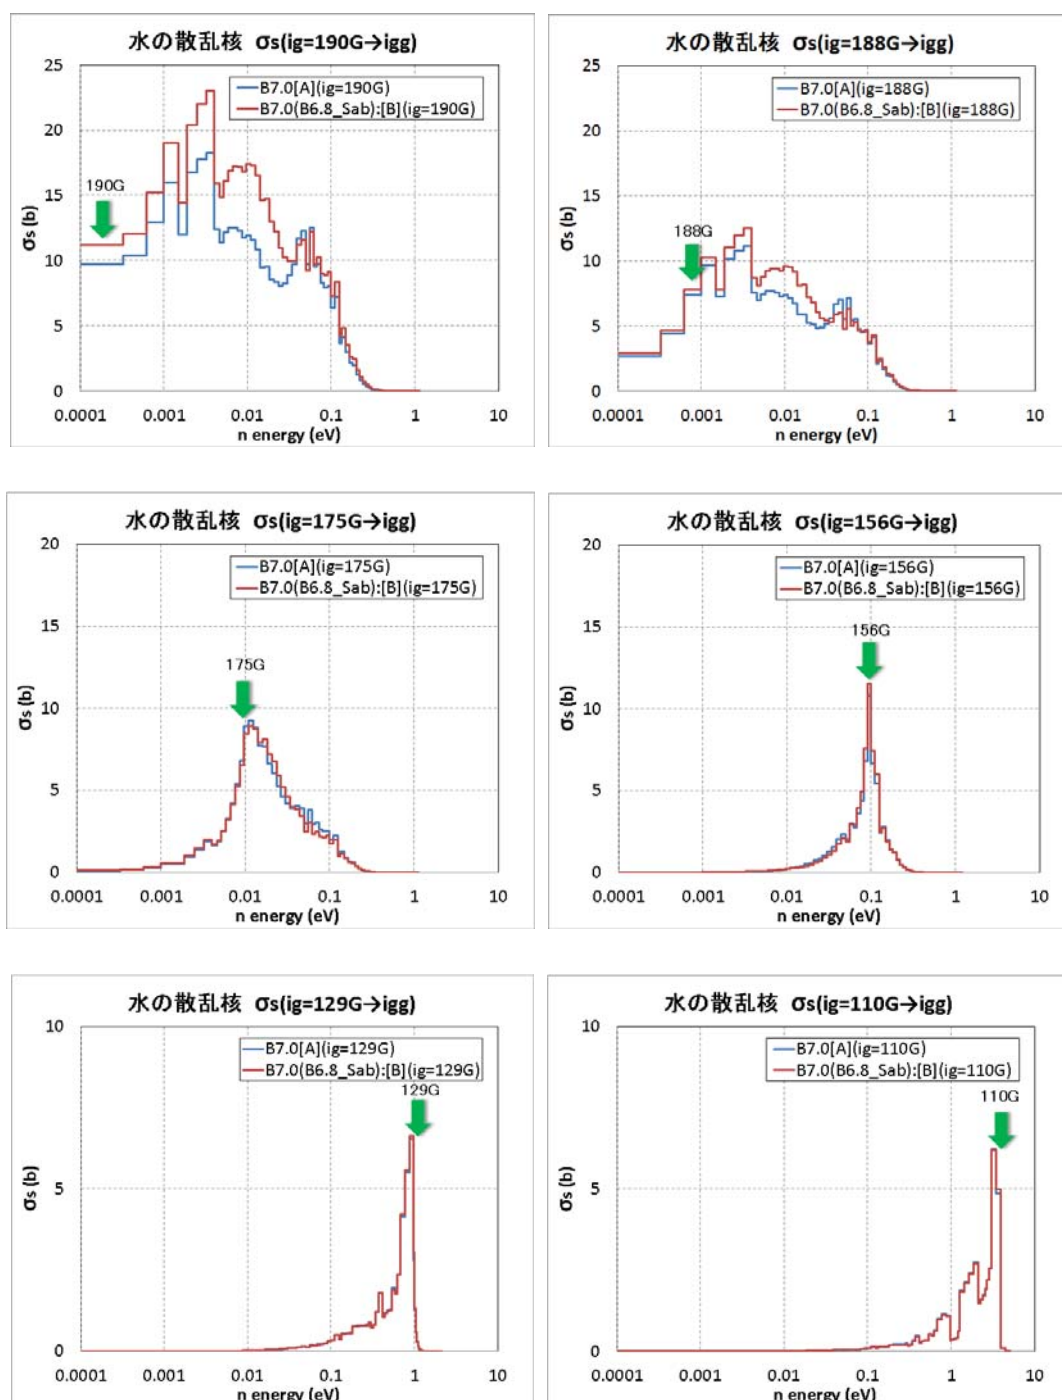 水の散乱核 σs(ig=190G→igg)
25
20
15
10
5
0
σs (b)
B7.0[A](ig=190G)
B7.0(B6.8_Sab):[B](ig=190G)
190G
0.0001 0.001 0.01 0.1 1 10
n energy (eV)
水の散乱核 σs(ig=188G→igg)
25
20
15
10
5
0
σs (b)
B7.0[A](ig=188G)
B7.0(B6.8_Sab):[B](ig=188G)
188G
0.0001 0.001 0.01 0.1 1 10
n energy (eV)
水の散乱核 σs(ig=175G→igg)
20
15
10
5
0
σs (b)
B7.0[A](ig=175G)
B7.0(B6.8_Sab):[B](ig=175G)
175G
0.0001 0.001 0.01 0.1 1 10
n energy (eV)
水の散乱核 σs(ig=156G→igg)
20
15
10
5
0
σs (b)
B7.0[A](ig=156G)
B7.0(B6.8_Sab):[B](ig=156G)
156G
0.0001 0.001 0.01 0.1 1 10
n energy (eV)
水の散乱核 σs(ig=129G→igg)
10
5
0
σs (b)
B7.0[A](ig=129G)
B7.0(B6.8_Sab):[B](ig=129G)
129G
0.0001 0.001 0.01 0.1 1 10
n energy (eV)
水の散乱核 σs(ig=110G→igg)
10
5
0
σs (b)
B7.0[A](ig=110G)
B7.0(B6.8_Sab):[B](ig=110G)
110G
0.0001 0.001 0.01 0.1 1 10
n energy (eV)